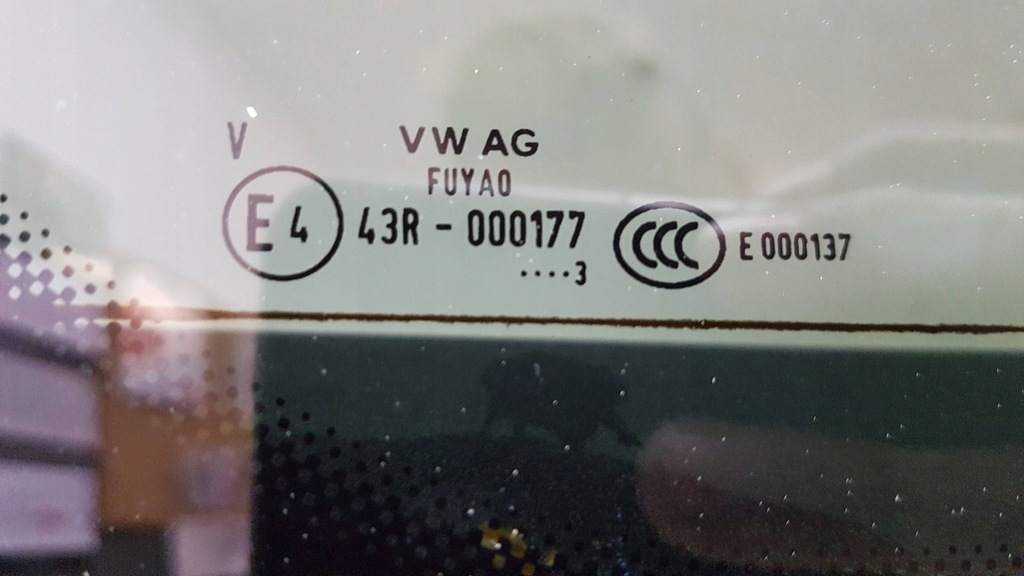 V
VW AG
FUYAO
E 4 43R - 000177 CCC E 000137
....3